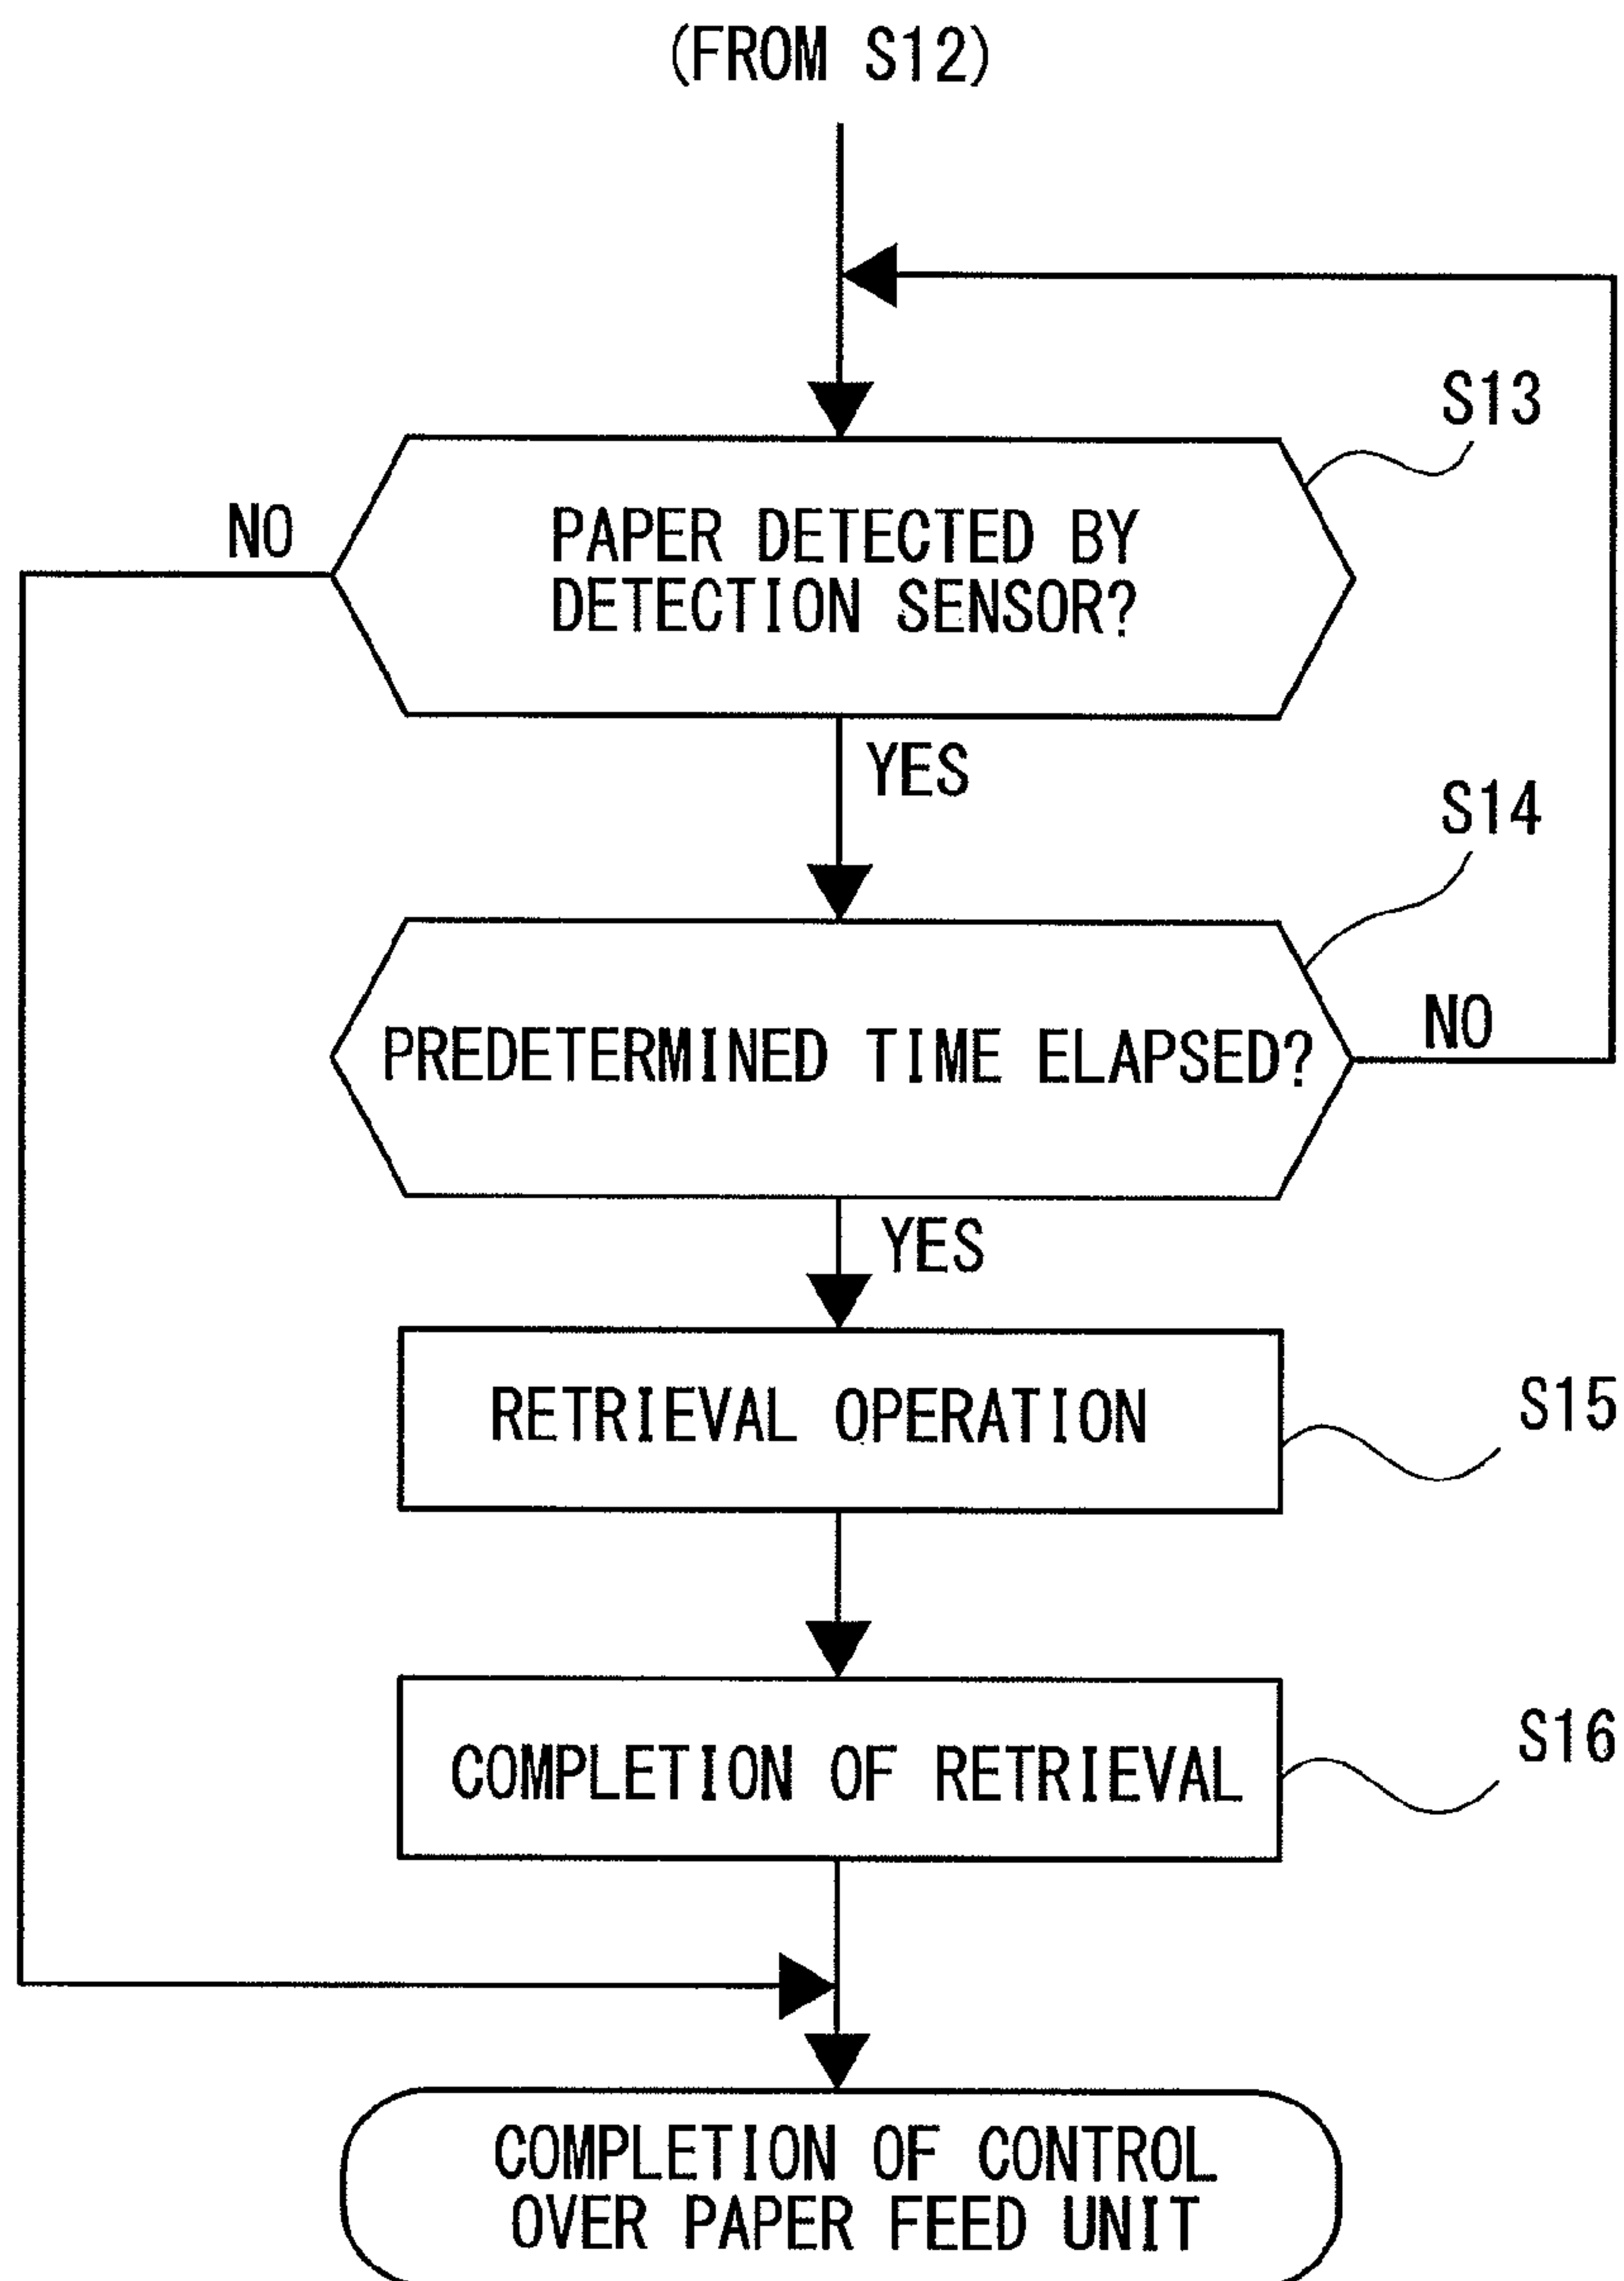 (FROM S12)
S13
NO
PAPER DETECTED BY
DETECTION SENSOR?
YES
S14
NO
PREDETERMINED TIME ELAPSED?
YES
RETRIEVAL OPERATION
S15
COMPLETION OF RETRIEVAL
S16
COMPLETION OF CONTROL
OVER PAPER FEED UNIT